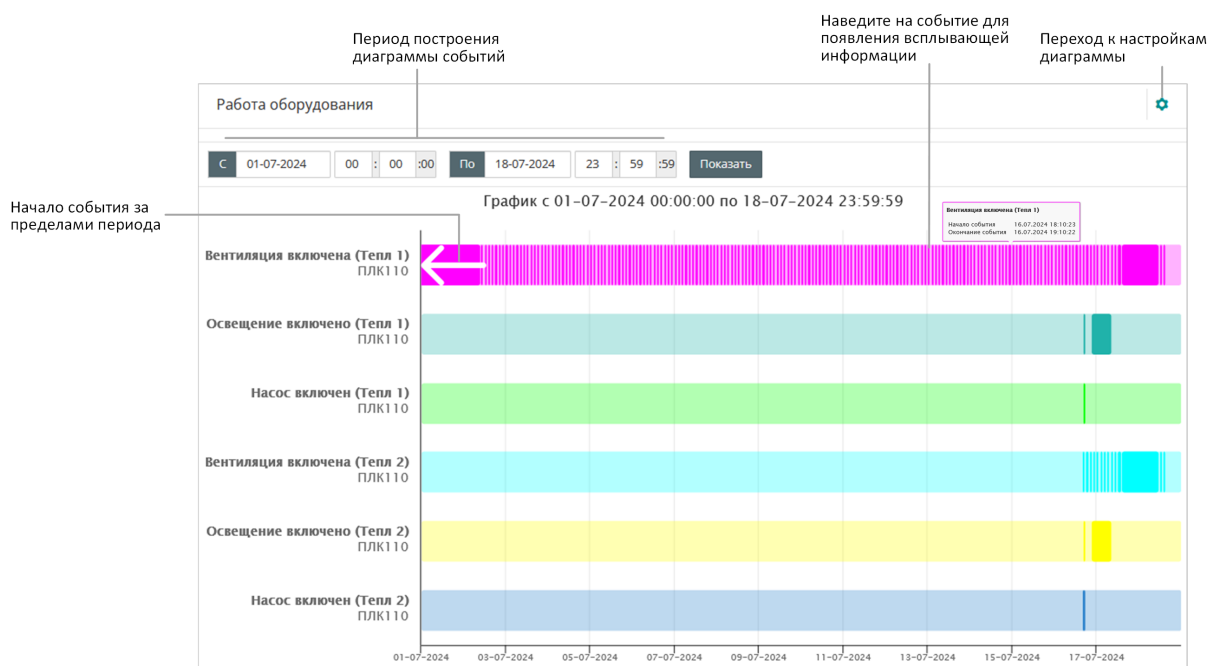 Период построения
диаграммы событий
Наведите на событие для
появления всплывающей
информации
Переход к настройкам
диаграммы
Работа оборудования
С 01-07-2024 00 : 00 :00 По 18-07-2024 23 : 59 :59 Показать
График с 01-07-2024 00:00:00 по 18-07-2024 23:59:59
Вентиляция включена (Тепл 1)
Начало события 16.07.2024 18:10:23
Окончание события 16.07.2024 19:10:22
Начало события за
пределами периода
Вентиляция включена (Тепл 1)
ПЛК110
Освещение включено (Тепл 1)
ПЛК110
Насос включен (Тепл 1)
ПЛК110
Вентиляция включена (Тепл 2)
ПЛК110
Освещение включено (Тепл 2)
ПЛК110
Насос включен (Тепл 2)
ПЛК110
01-07-2024 03-07-2024 05-07-2024 07-07-2024 09-07-2024 11-07-2024 13-07-2024 15-07-2024 17-07-2024